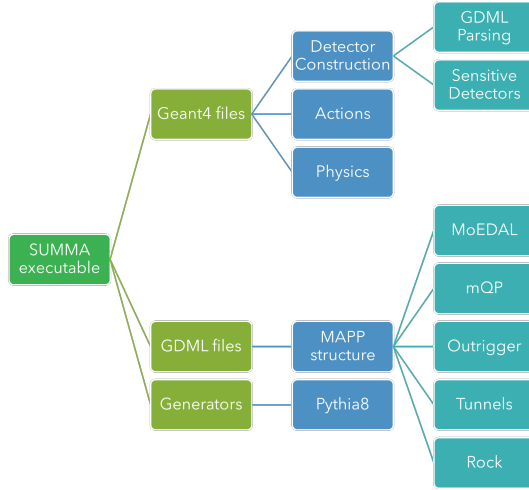 SUMMA
executable
Geant4 files
Detector
Construction
GDML
Parsing
Sensitive
Detectors
Actions
Physics
GDML files
MAPP
structure
MoEDAL
mQP
Outrigger
Tunnels
Rock
Generators
Pythia8